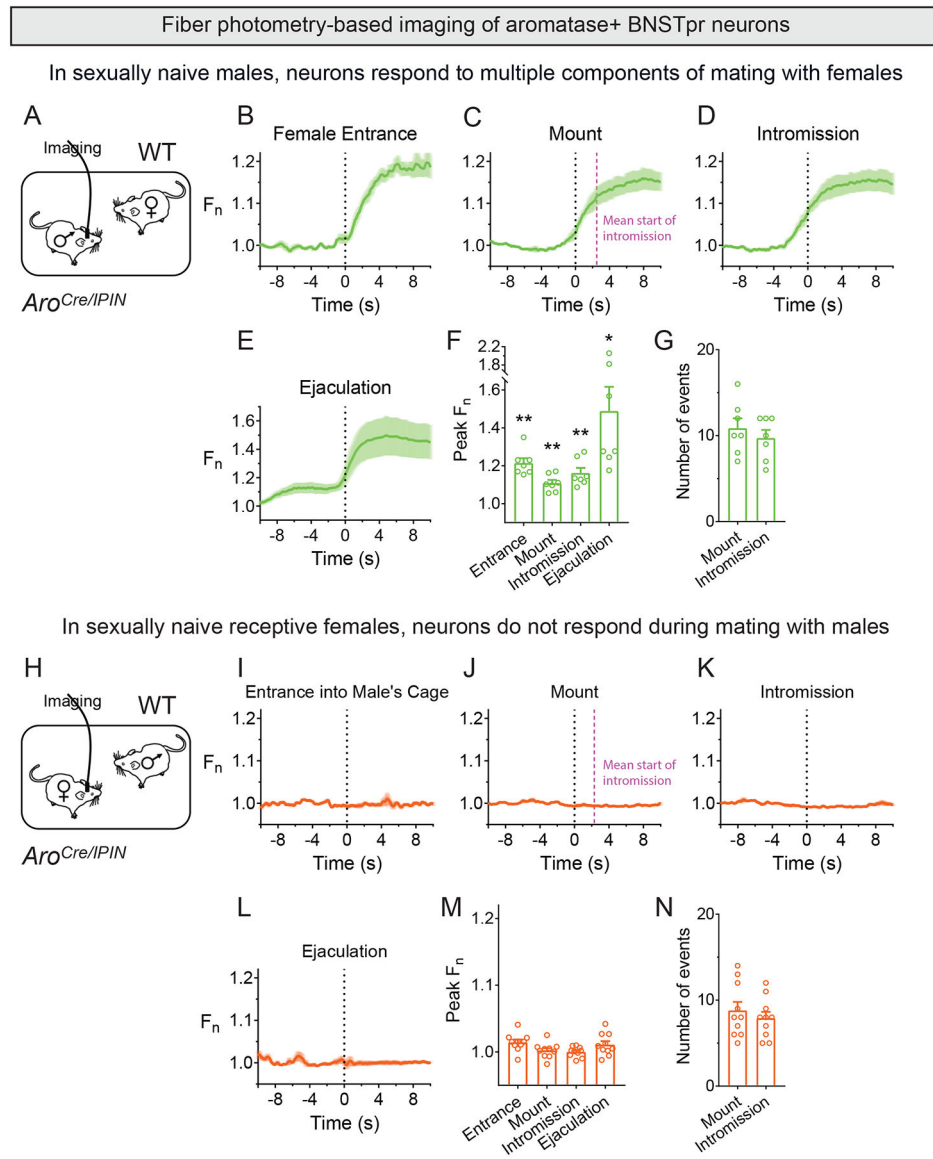 Fiber photometry-based imaging of aromatase+ BNSTpr neurons
In sexually naive males, neurons respond to multiple components of mating with females
A
Imaging
WT
♂
♀
Aro^Cre/IPIN
B
Female Entrance
1.2
1.1
1.0
Fn
-8 -4 0 4 8
Time (s)
C
Mount
1.2
1.1
1.0
Mean start of
intromission
-8 -4 0 4 8
Time (s)
D
Intromission
1.2
1.1
1.0
-8 -4 0 4 8
Time (s)
E
Ejaculation
1.6
1.4
1.2
1.0
Fn
-8 -4 0 4 8
Time (s)
F
Peak Fn
2.2
1.8
1.6
1.4
1.2
1.0
**
**
**
*
Entrance
Mount
Intromission
Ejaculation
G
Number of events
20
10
0
Mount
Intromission
In sexually naive receptive females, neurons do not respond during mating with males
H
Imaging
WT
♀
♂
Aro^Cre/IPIN
I
Entrance into Male's Cage
1.2
1.1
1.0
Fn
-8 -4 0 4 8
Time (s)
J
Mount
1.2
1.1
1.0
Mean start of
intromission
-8 -4 0 4 8
Time (s)
K
Intromission
1.2
1.1
1.0
-8 -4 0 4 8
Time (s)
L
Ejaculation
1.2
1.1
1.0
Fn
-8 -4 0 4 8
Time (s)
M
Peak Fn
1.2
1.1
1.0
Entrance
Mount
Intromission
Ejaculation
N
Number of events
20
10
0
Mount
Intromission